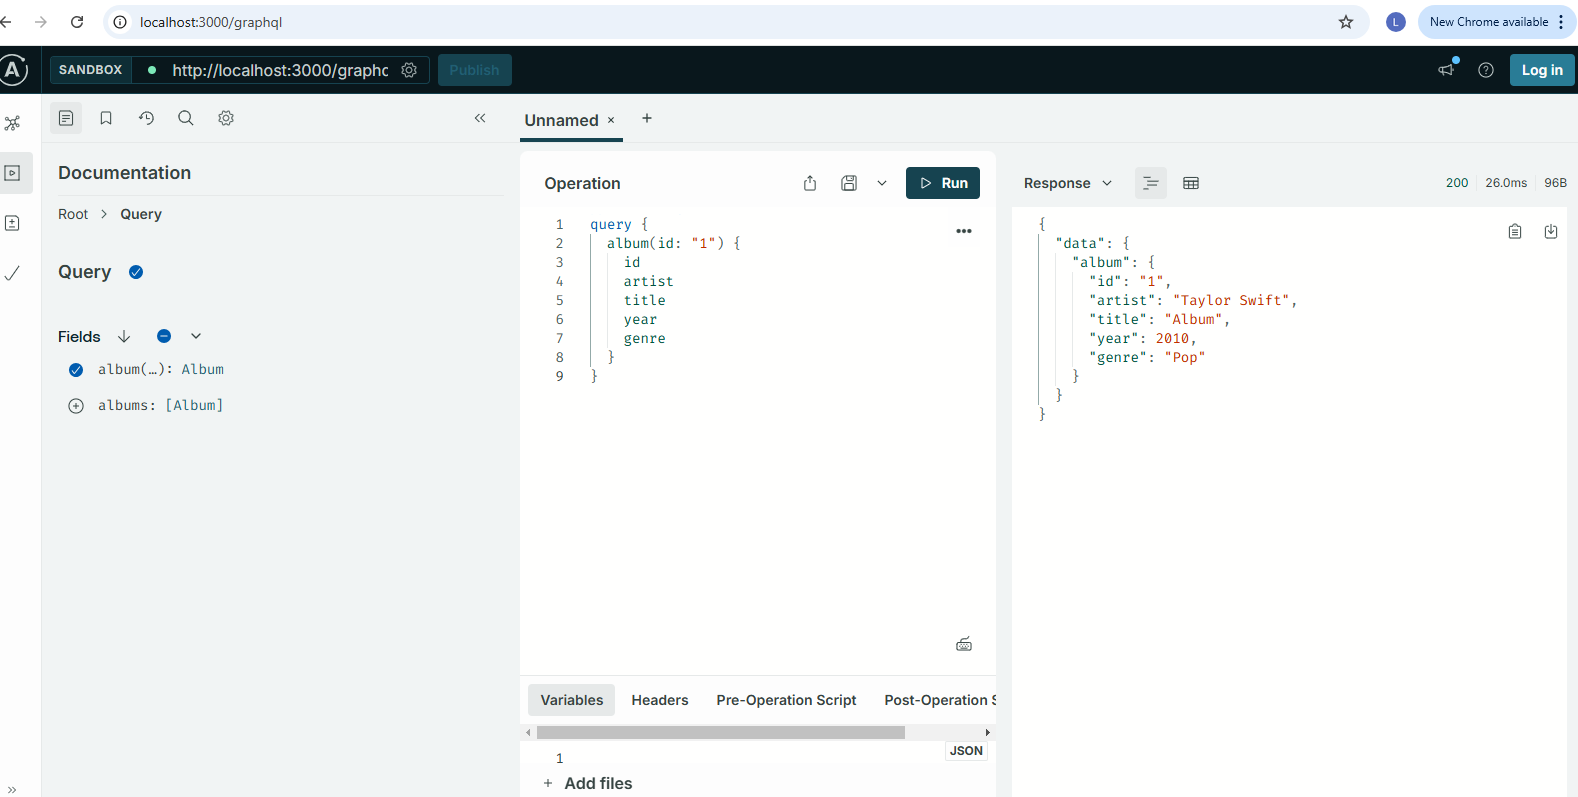 localhost:3000/graphql
L
New Chrome available
A
SANDBOX
http://localhost:3000/graphc
Publish
Log in
Unnamed × +
Documentation
Root > Query
Query
Fields
album(…): Album
albums: [Album]
Operation
Run
1 query {
2 album(id: "1") {
3 id
4 artist
5 title
6 year
7 genre
8 }
9 }
Variables Headers Pre-Operation Script Post-Operation S
JSON
1
+ Add files
Response
200 26.0ms 96B
{
"data": {
"album": {
"id": "1",
"artist": "Taylor Swift",
"title": "Album",
"year": 2010,
"genre": "Pop"
}
}
}